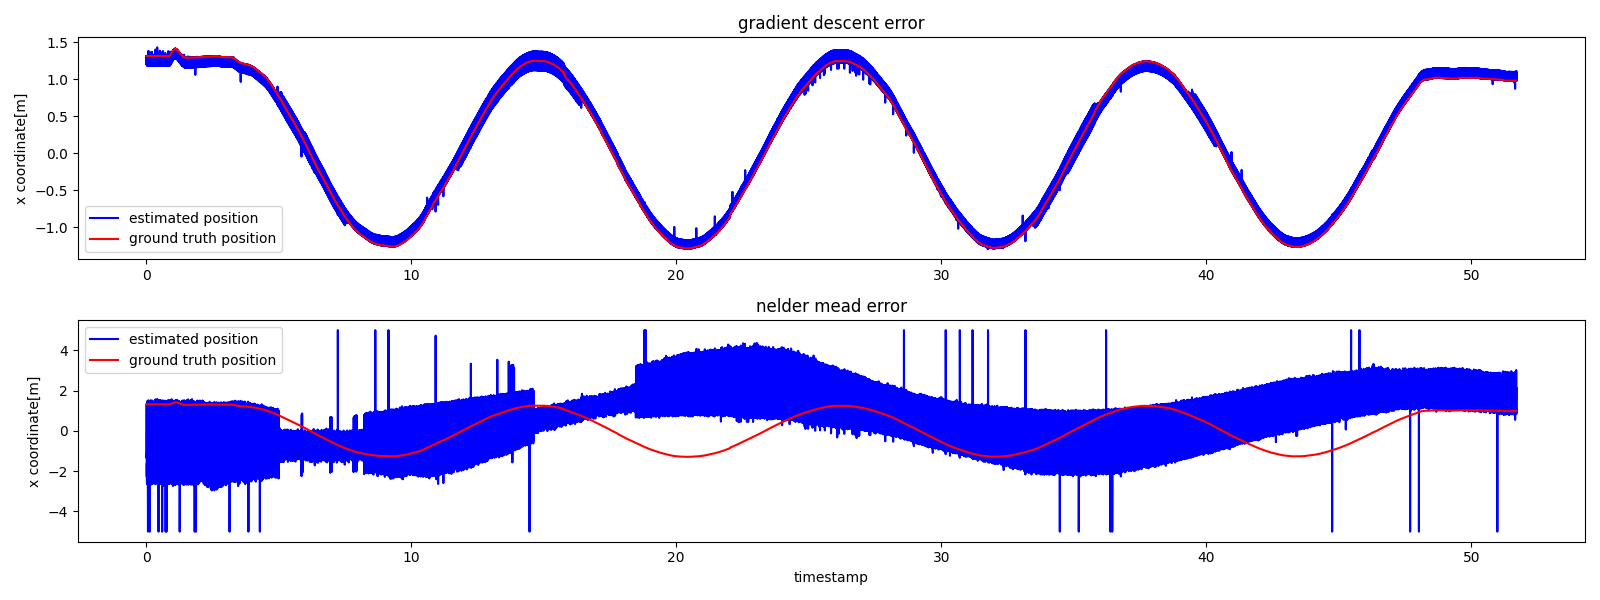 gradient descent error
1.5
1.0
0.5
0.0
−0.5
−1.0
x coordinate[m]
estimated position
ground truth position
0 10 20 30 40 50
nelder mead error
4
2
0
−2
−4
x coordinate[m]
estimated position
ground truth position
0 10 20 30 40 50
timestamp